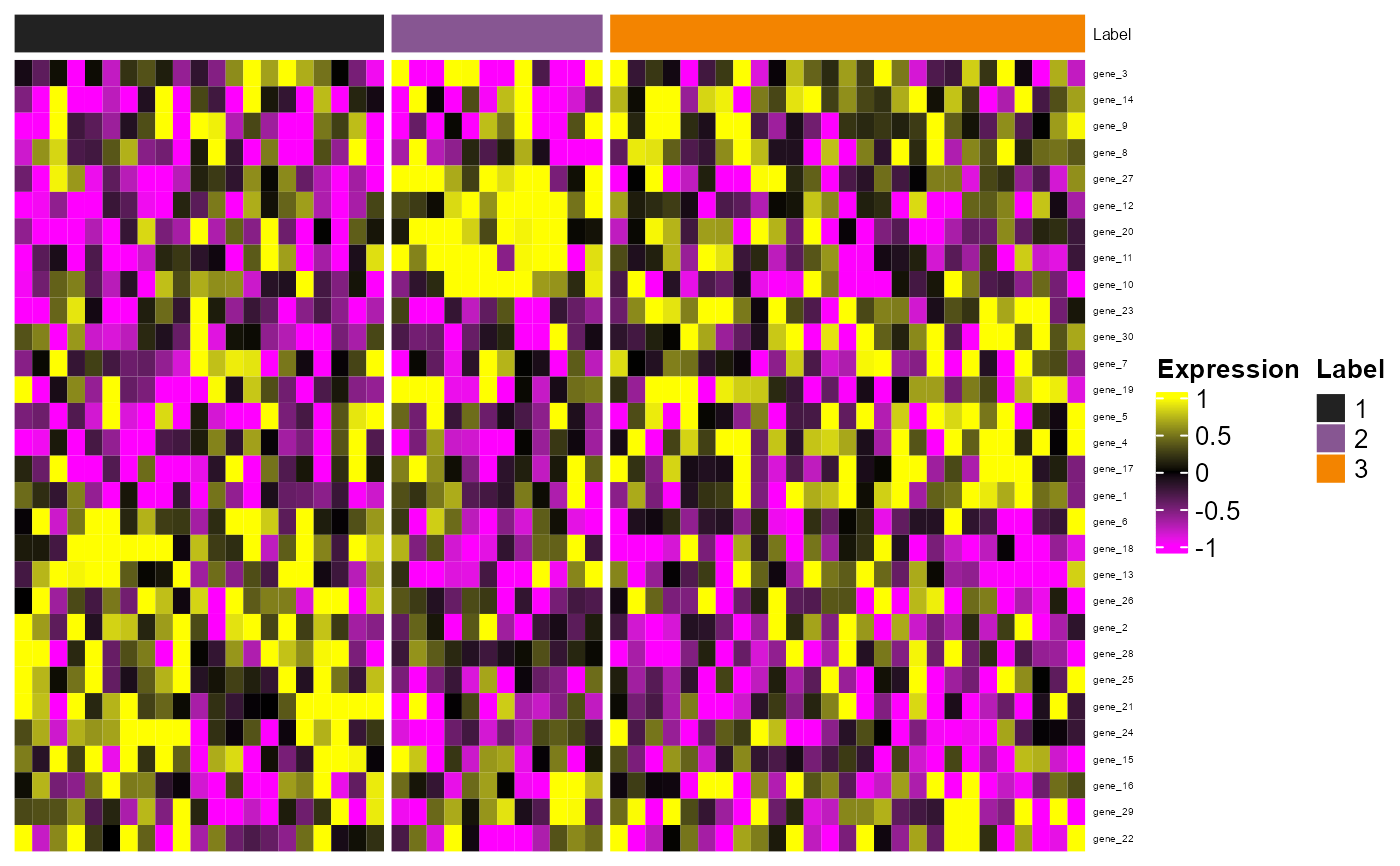 Label
gene_3
gene_14
gene_9
gene_8
gene_27
gene_12
gene_20
gene_11
gene_10
gene_23
gene_30
gene_7
gene_19
gene_5
gene_4
gene_17
gene_1
gene_6
gene_18
gene_13
gene_26
gene_2
gene_28
gene_25
gene_21
gene_24
gene_15
gene_16
gene_29
gene_22
Expression
1
0.5
0
-0.5
-1
Label
1
2
3